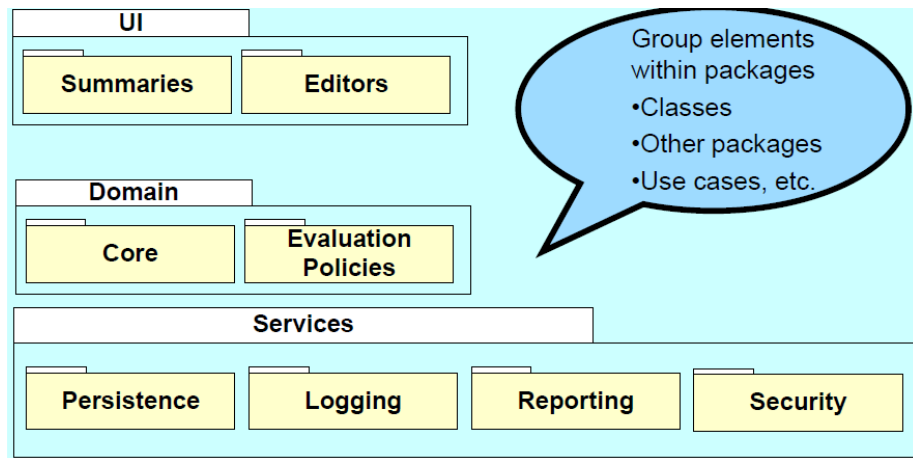 UI
Summaries
Editors
Group elements
within packages
•Classes
•Other packages
•Use cases, etc.
Domain
Core
Evaluation
Policies
Services
Persistence
Logging
Reporting
Security